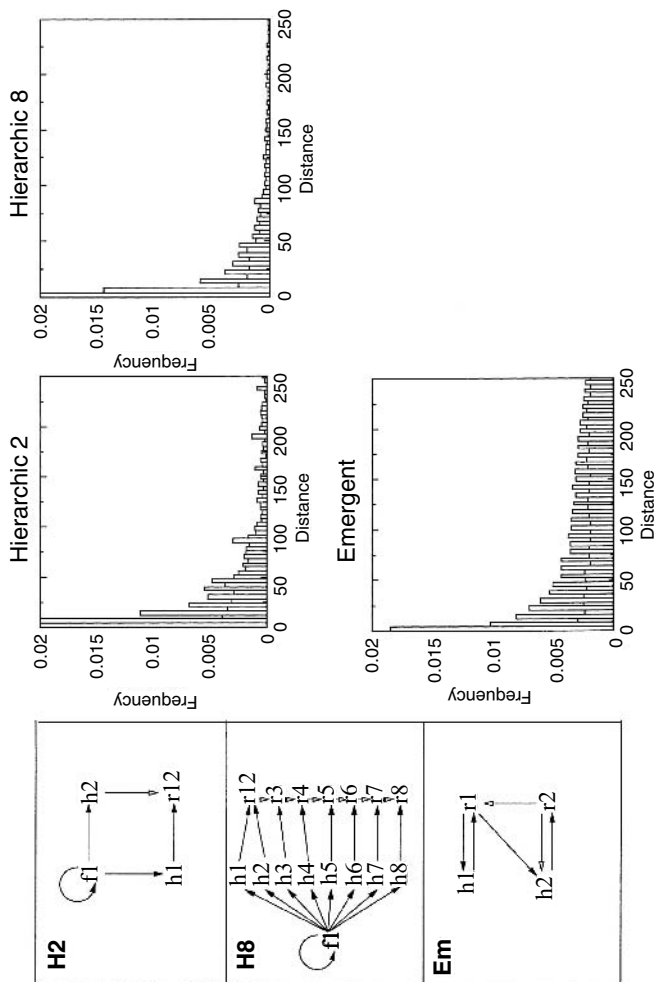 H2
f1
h2
h1
r12
H8
f1
h1
h2
h3
h4
h5
h6
h7
h8
r12
r3
r4
r5
r6
r7
r8
Em
h1
r1
h2
r2
Hierarchic 2
Frequency
0.02
0.015
0.01
0.005
0
0 50 100 150 200 250
Distance
Hierarchic 8
Frequency
0.02
0.015
0.01
0.005
0
0 50 100 150 200 250
Distance
Emergent
Frequency
0.02
0.015
0.01
0.005
0
0 50 100 150 200 250
Distance